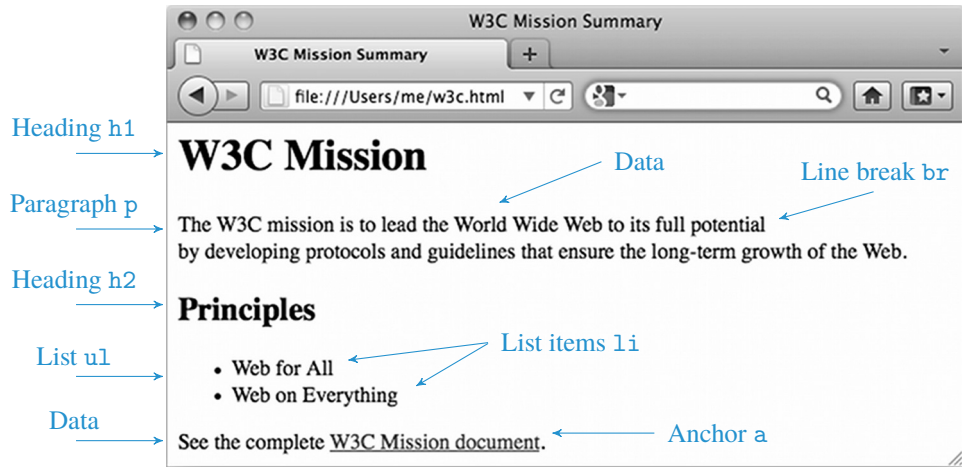 W3C Mission Summary
W3C Mission Summary
file:///Users/me/w3c.html
Heading h1
W3C Mission
Data
Line break br
Paragraph p
The W3C mission is to lead the World Wide Web to its full potential
by developing protocols and guidelines that ensure the long-term growth of the Web.
Heading h2
Principles
List items li
List ul
• Web for All
• Web on Everything
Data
See the complete W3C Mission document.
Anchor a